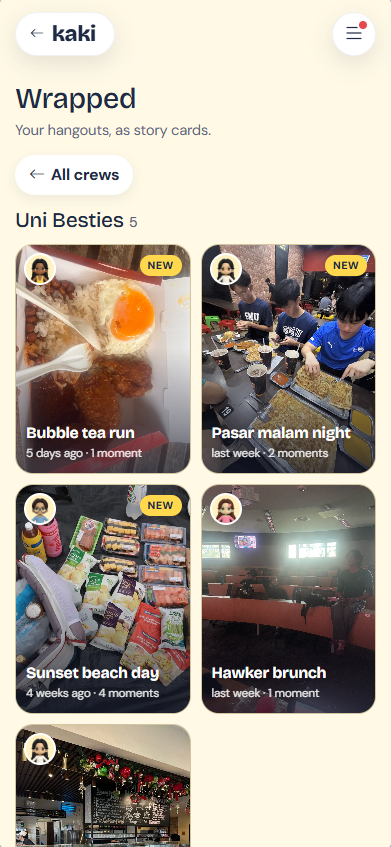 ← kaki
Wrapped
Your hangouts, as story cards.
← All crews
Uni Besties 5
NEW
Bubble tea run
5 days ago · 1 moment
NEW
SMU
Pasar malam night
last week · 2 moments
NEW
Sunset beach day
4 weeks ago · 4 moments
Hawker brunch
last week · 1 moment